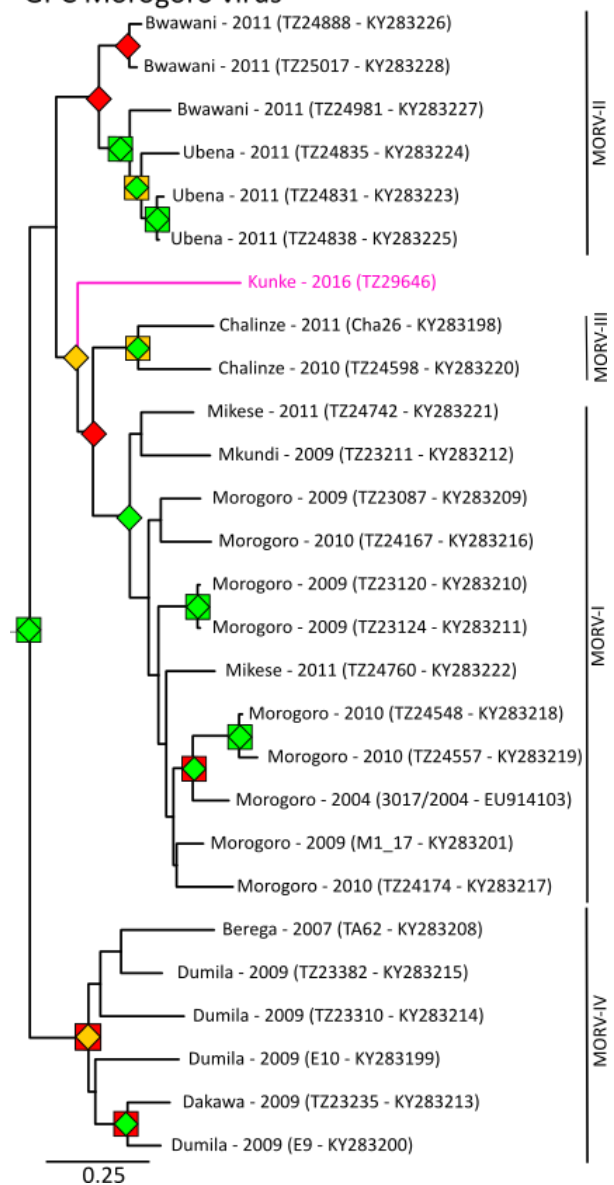 GPC Morogoro virus
Bwawani - 2011 (TZ24888 - KY283226)
Bwawani - 2011 (TZ25017 - KY283228)
Bwawani - 2011 (TZ24981 - KY283227)
Ubena - 2011 (TZ24835 - KY283224)
Ubena - 2011 (TZ24831 - KY283223)
Ubena - 2011 (TZ24838 - KY283225)
MORV-II
Kunke - 2016 (TZ29646)
Chalinze - 2011 (Cha26 - KY283198)
Chalinze - 2010 (TZ24598 - KY283220)
MORV-III
Mikese - 2011 (TZ24742 - KY283221)
Mkundi - 2009 (TZ23211 - KY283212)
Morogoro - 2009 (TZ23087 - KY283209)
Morogoro - 2010 (TZ24167 - KY283216)
Morogoro - 2009 (TZ23120 - KY283210)
Morogoro - 2009 (TZ23124 - KY283211)
Mikese - 2011 (TZ24760 - KY283222)
Morogoro - 2010 (TZ24548 - KY283218)
Morogoro - 2010 (TZ24557 - KY283219)
Morogoro - 2004 (3017/2004 - EU914103)
Morogoro - 2009 (M1_17 - KY283201)
Morogoro - 2010 (TZ24174 - KY283217)
MORV-I
Berega - 2007 (TA62 - KY283208)
Dumila - 2009 (TZ23382 - KY283215)
Dumila - 2009 (TZ23310 - KY283214)
Dumila - 2009 (E10 - KY283199)
Dakawa - 2009 (TZ23235 - KY283213)
Dumila - 2009 (E9 - KY283200)
MORV-IV
0.25